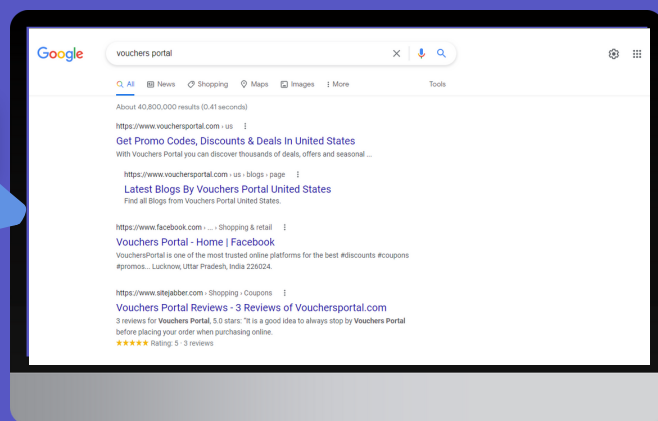 Google
vouchers portal
All News Shopping Maps Images More Tools
About 40,800,000 results (0.41 seconds)
https://www.vouchersportal.com › us
Get Promo Codes, Discounts & Deals In United States
With Vouchers Portal you can discover thousands of deals, offers and seasonal ...
https://www.vouchersportal.com › us › blogs › page
Latest Blogs By Vouchers Portal United States
Find all Blogs from Vouchers Portal United States.
https://www.facebook.com › ... › Shopping & retail
Vouchers Portal - Home | Facebook
VouchersPortal is one of the most trusted online platforms for the best #discounts #coupons
#promos... Lucknow, Uttar Pradesh, India 226024.
https://www.sitejabber.com › Shopping › Coupons
Vouchers Portal Reviews - 3 Reviews of Vouchersportal.com
3 reviews for Vouchers Portal, 5.0 stars: "It is a good idea to always stop by Vouchers Portal
before placing your order when purchasing online.
★★★★★ Rating: 5 · 3 reviews